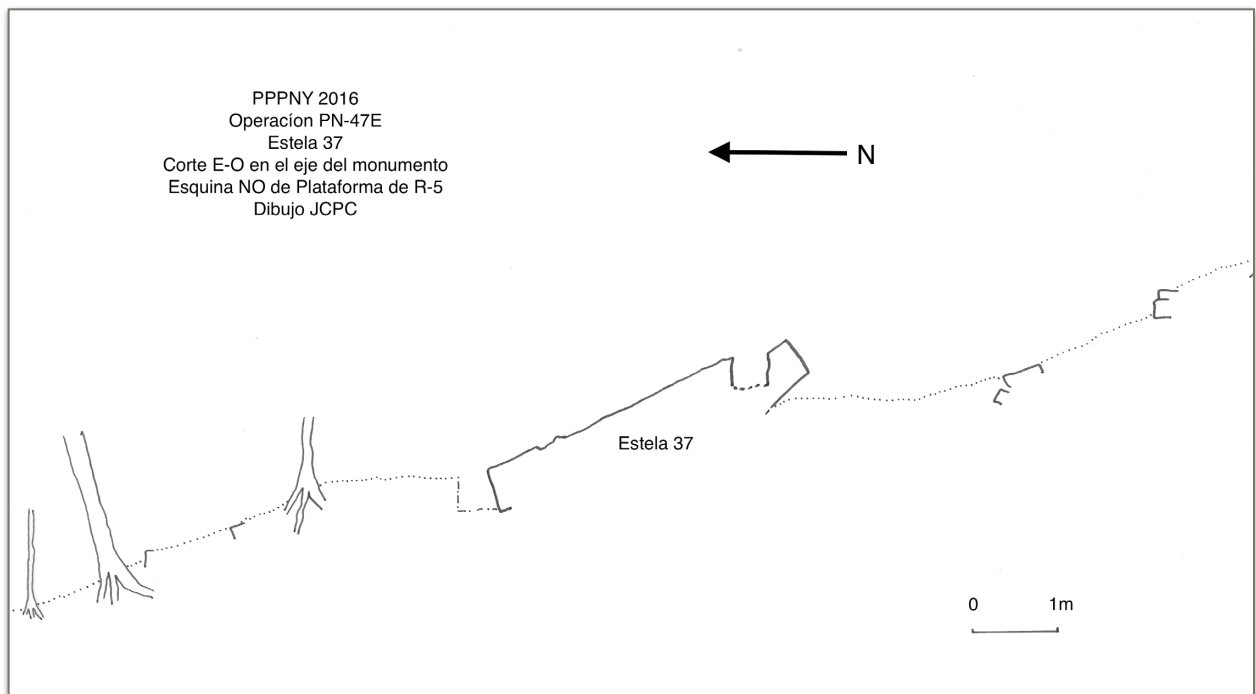 PPPNY 2016
Operacíon PN-47E
Estela 37
Corte E-O en el eje del monumento
Esquina NO de Plataforma de R-5
Dibujo JCPC
N
Estela 37
0 1m